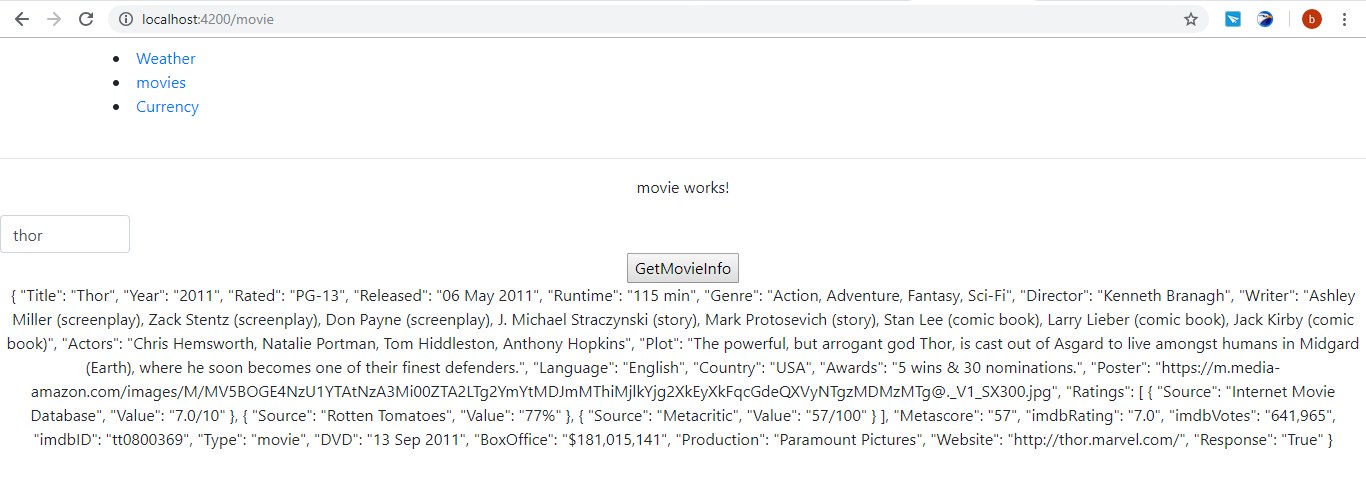 localhost:4200/movie
b
Weather
movies
Currency
movie works!
thor
GetMovieInfo
{ "Title": "Thor", "Year": "2011", "Rated": "PG-13", "Released": "06 May 2011", "Runtime": "115 min", "Genre": "Action, Adventure, Fantasy, Sci-Fi", "Director": "Kenneth Branagh", "Writer": "Ashley
Miller (screenplay), Zack Stentz (screenplay), Don Payne (screenplay), J. Michael Straczynski (story), Mark Protosevich (story), Stan Lee (comic book), Larry Lieber (comic book), Jack Kirby (comic
book)", "Actors": "Chris Hemsworth, Natalie Portman, Tom Hiddleston, Anthony Hopkins", "Plot": "The powerful, but arrogant god Thor, is cast out of Asgard to live amongst humans in Midgard
(Earth), where he soon becomes one of their finest defenders.", "Language": "English", "Country": "USA", "Awards": "5 wins & 30 nominations.", "Poster": "https://m.media-
amazon.com/images/M/MV5BOGE4NzU1YTAtNzA3Mi00ZTA2LTg2YmYtMDJmMThiMjlkYjg2XkEyXkFqcGdeQXVyNTgzMDMzMTg@._V1_SX300.jpg", "Ratings": [ { "Source": "Internet Movie
Database", "Value": "7.0/10" }, { "Source": "Rotten Tomatoes", "Value": "77%" }, { "Source": "Metacritic", "Value": "57/100" } ], "Metascore": "57", "imdbRating": "7.0", "imdbVotes": "641,965",
"imdbID": "tt0800369", "Type": "movie", "DVD": "13 Sep 2011", "BoxOffice": "$181,015,141", "Production": "Paramount Pictures", "Website": "http://thor.marvel.com/", "Response": "True" }